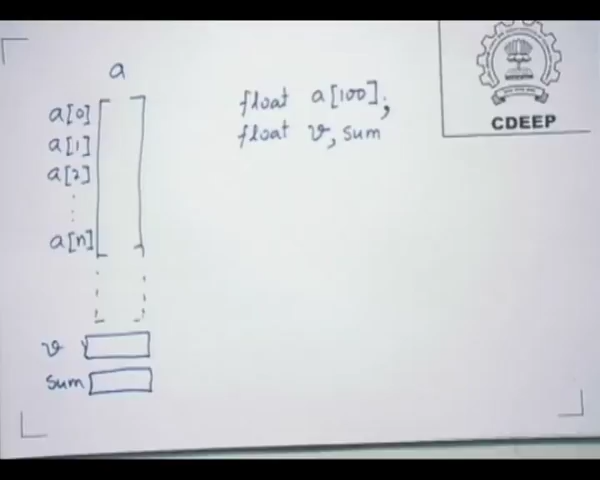 a
a[0]
a[1]
a[2]
a[n]
v
sum
float a[100];
float v, sum
CDEEP